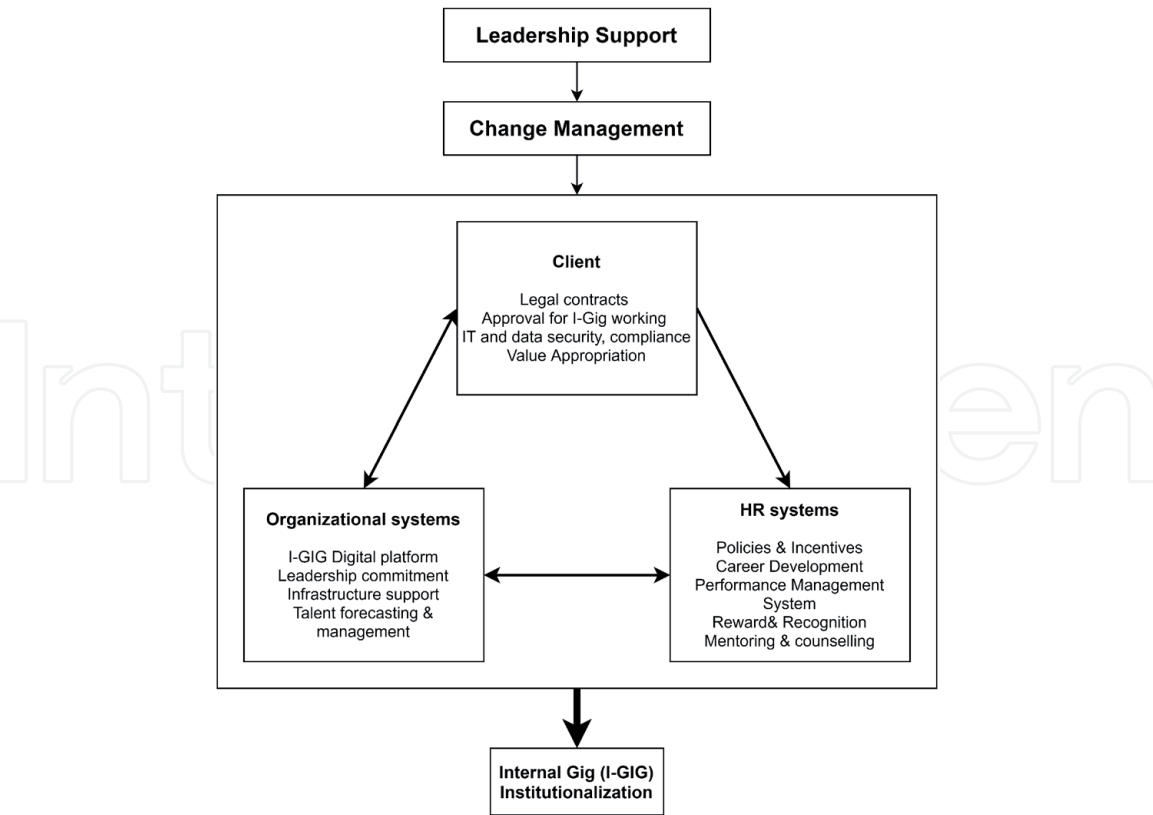 Leadership Support
Change Management
Client
Legal contracts
Approval for I-Gig working
IT and data security, compliance
Value Appropriation
Organizational systems
I-GIG Digital platform
Leadership commitment
Infrastructure support
Talent forecasting &
management
HR systems
Policies & Incentives
Career Development
Performance Management
System
Reward& Recognition
Mentoring & counselling
Internal Gig (I-GIG)
Institutionalization
Int
en